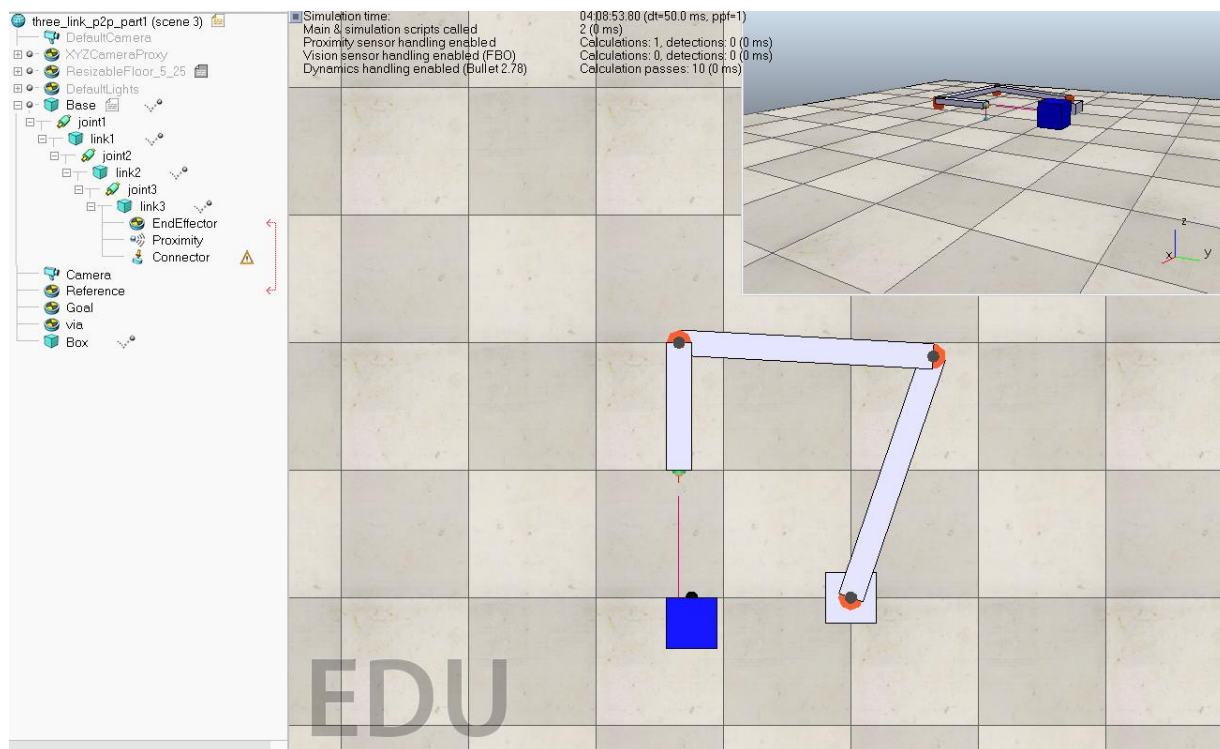 three_link_p2p_part1 (scene 3)
DefaultCamera
XYZCameraProxy
ResizableFloor_5_25
DefaultLights
Base
joint1
link1
joint2
link2
joint3
link3
EndEffector
Proximity
Connector
Camera
Reference
Goal
via
Box
Simulation time: 04:08:53.80 (dt=50.0 ms, ppf=1)
Main & simulation scripts called 2 (0 ms)
Proximity sensor handling enabled Calculations: 1, detections: 0 (0 ms)
Vision sensor handling enabled (FBO) Calculations: 0, detections: 0 (0 ms)
Dynamics handling enabled (Bullet 2.78) Calculation passes: 10 (0 ms)
z
x
y
EDU